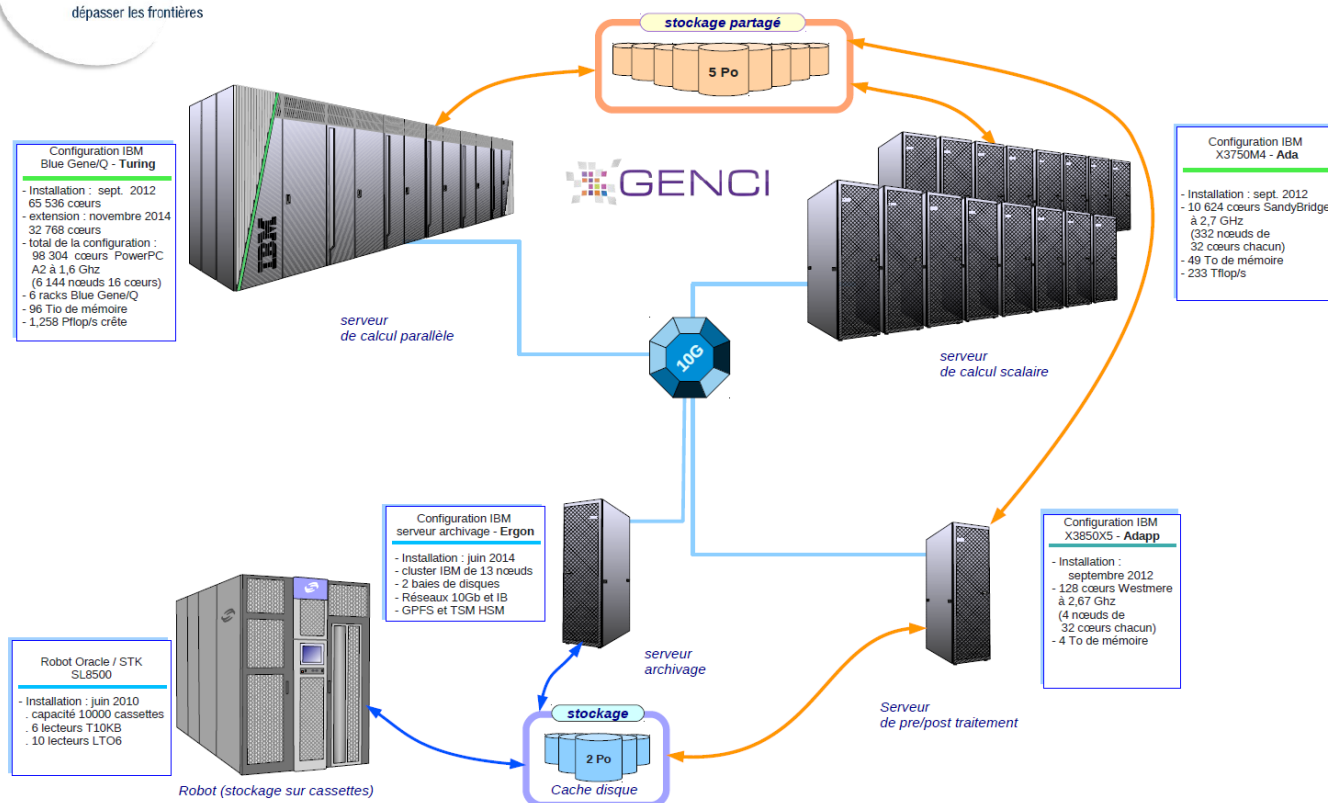 dépasser les frontières
stockage partagé
5 Po
Configuration IBM
Blue Gene/Q - Turing
- Installation : sept. 2012
65 536 cœurs
- extension : novembre 2014
32 768 cœurs
- total de la configuration :
98 304 cœurs PowerPC
A2 à 1,6 Ghz
(6 144 nœuds 16 cœurs)
- 6 racks Blue Gene/Q
- 96 Tio de mémoire
- 1,258 Pflop/s crête
IBM
GENCI
Configuration IBM
X3750M4 - Ada
- Installation : sept. 2012
- 10 624 cœurs SandyBridge
à 2,7 GHz
(332 nœuds de
32 cœurs chacun)
- 49 To de mémoire
- 233 Tflop/s
serveur
de calcul parallèle
10G
serveur
de calcul scalaire
Configuration IBM
serveur archivage - Ergon
- Installation : juin 2014
- cluster IBM de 13 nœuds
- 2 baies de disques
- Réseaux 10Gb et IB
- GPFS et TSM HSM
Configuration IBM
X3850X5 - Adapp
- Installation :
septembre 2012
- 128 cœurs Westmere
à 2,67 Ghz
(4 nœuds de
32 cœurs chacun)
- 4 To de mémoire
Robot Oracle / STK
SL8500
- Installation : juin 2010
. capacité 10000 cassettes
. 6 lecteurs T10KB
. 10 lecteurs LTO6
serveur
archivage
Serveur
de pre/post traitement
stockage
2 Po
Cache disque
Robot (stockage sur cassettes)